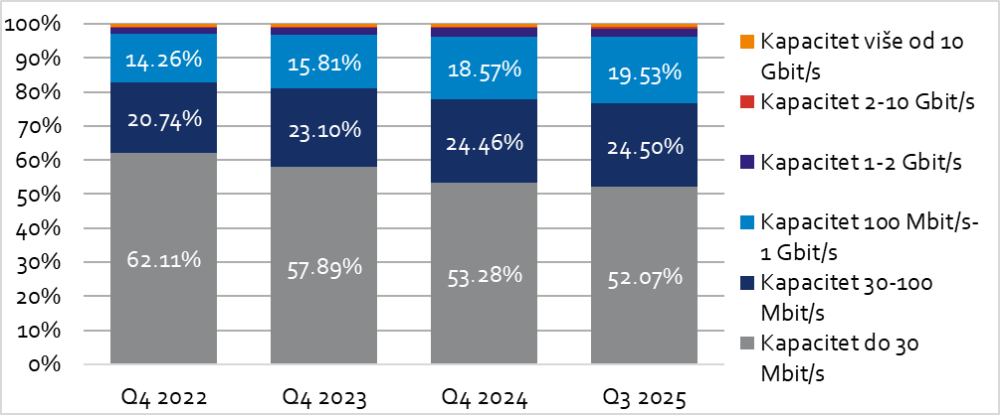 100%
90%
80%
70%
60%
50%
40%
30%
20%
10%
0%
14.26%
20.74%
62.11%
15.81%
23.10%
57.89%
18.57%
24.46%
53.28%
19.53%
24.50%
52.07%
Q4 2022
Q4 2023
Q4 2024
Q3 2025
Kapacitet više od 10
Gbit/s
Kapacitet 2-10 Gbit/s
Kapacitet 1-2 Gbit/s
Kapacitet 100 Mbit/s-
1 Gbit/s
Kapacitet 30-100
Mbit/s
Kapacitet do 30
Mbit/s